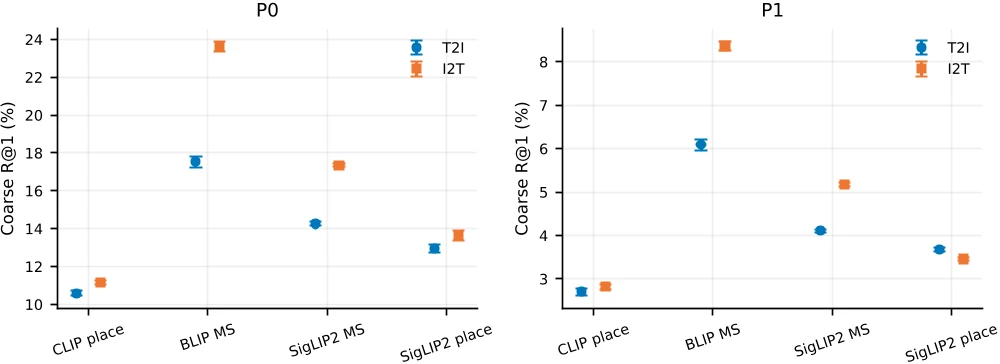 P0
Coarse R@1 (%)
24
22
20
18
16
14
12
10
T2I
I2T
CLIP place
BLIP MS
SigLIP2 MS
SigLIP2 place
P1
Coarse R@1 (%)
8
7
6
5
4
3
T2I
I2T
CLIP place
BLIP MS
SigLIP2 MS
SigLIP2 place